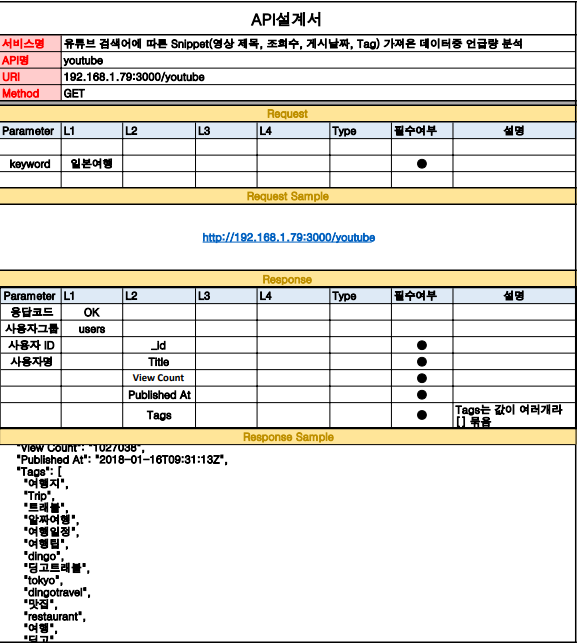 API설계서
서비스명 유튜브 검색어에 따른 Snippet(영상 제목, 조회수, 게시날짜, Tag) 가져온 데이터중 언급량 분석
API명 youtube
URI 192.168.1.79:3000/youtube
Method GET
Request
Parameter L1 L2 L3 L4 Type 필수여부 설명
keyword 일본여행 ●
Request Sample
http://192.168.1.79:3000/youtube
Response
Parameter L1 L2 L3 L4 Type 필수여부 설명
응답코드 OK
사용자그룹 users
사용자 ID _id ●
사용자명 Title ●
View Count ●
Published At ●
Tags ● Tags는 값이 여러개라
[] 묶음
Response Sample
"View Count": "1027038",
"Published At": "2018-01-16T09:31:13Z",
"Tags": [
"여행지",
"Trip",
"트래블",
"알짜여행",
"여행일정",
"여행팁",
"dingo",
"딩고트래블",
"tokyo",
"dingotravel",
"맛집",
"restaurant",
"여행",
"딩고"